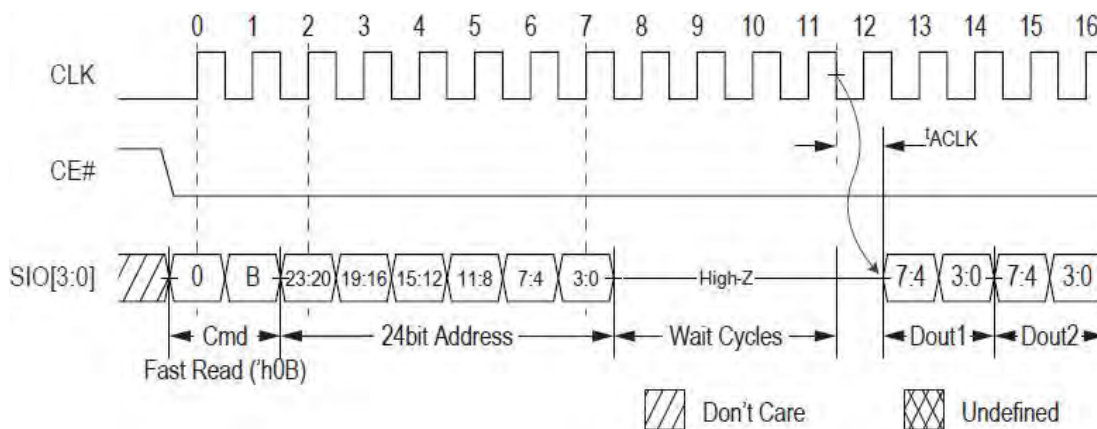 0 1 2 3 4 5 6 7 8 9 10 11 12 13 14 15 16
CLK
tACLK
CE#
SIO[3:0] 0 B 23:20 19:16 15:12 11:8 7:4 3:0 High-Z 7:4 3:0 7:4 3:0
Cmd 24bit Address Wait Cycles Dout1 Dout2
Fast Read ('h0B)
Don't Care Undefined